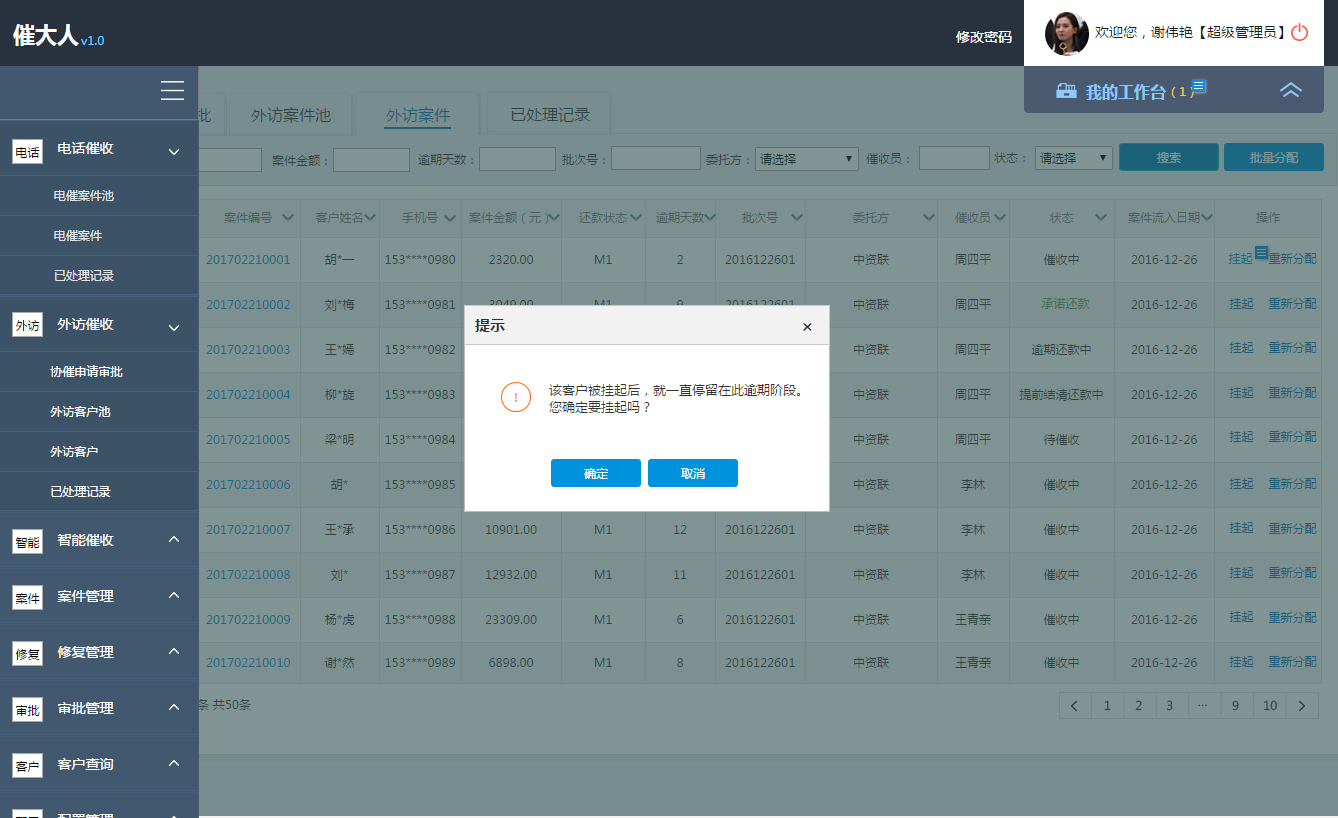 催大人v1.0
修改密码
欢迎您，谢伟艳【超级管理员】
我的工作台（1）
电话 电话催收
电催案件池
电催案件
已处理记录
外访 外访催收
协催申请审批
外访客户池
外访客户
已处理记录
智能 智能催收
案件 案件管理
修复 修复管理
审批 审批管理
客户 客户查询
配置管理
批 外访案件池 外访案件 已处理记录
案件金额： 逾期天数： 批次号： 委托方： 请选择 催收员： 状态： 请选择 搜索 批量分配
案件编号 客户姓名 手机号 案件金额（元） 还款状态 逾期天数 批次号 委托方 催收员 状态 案件流入日期 操作
201702210001 胡*一 153****0980 2320.00 M1 2 2016122601 中资联 周四平 催收中 2016-12-26 挂起 重新分配
201702210002 刘*梅 153****0981 3049.00 M1 9 2016122601 中资联 周四平 承诺还款 2016-12-26 挂起 重新分配
201702210003 王*嫣 153****0982 中资联 周四平 逾期还款中 2016-12-26 挂起 重新分配
201702210004 柳*旋 153****0983 中资联 周四平 提前结清还款中 2016-12-26 挂起 重新分配
201702210005 梁*明 153****0984 中资联 周四平 待催收 2016-12-26 挂起 重新分配
201702210006 胡* 153****0985 中资联 李林 催收中 2016-12-26 挂起 重新分配
201702210007 王*承 153****0986 10901.00 M1 12 2016122601 中资联 李林 催收中 2016-12-26 挂起 重新分配
201702210008 刘* 153****0987 12932.00 M1 11 2016122601 中资联 李林 催收中 2016-12-26 挂起 重新分配
201702210009 杨*虎 153****0988 23309.00 M1 6 2016122601 中资联 王青亲 催收中 2016-12-26 挂起 重新分配
201702210010 谢*然 153****0989 6898.00 M1 8 2016122601 中资联 王青亲 催收中 2016-12-26 挂起 重新分配
条 共50条
1 2 3 ... 9 10
提示 ×
!
该客户被挂起后，就一直停留在此逾期阶段。
您确定要挂起吗？
确定 取消